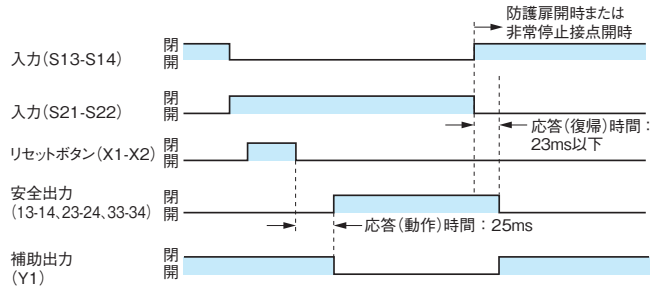 防護扉開時または
非常停止接点開時
入力(S13-S14)
閉
開
入力(S21-S22)
閉
開
応答(復帰)時間:
23ms以下
リセットボタン(X1-X2)
閉
開
安全出力
(13-14、23-24、33-34)
閉
開
応答(動作)時間:25ms
補助出力
(Y1)
閉
開